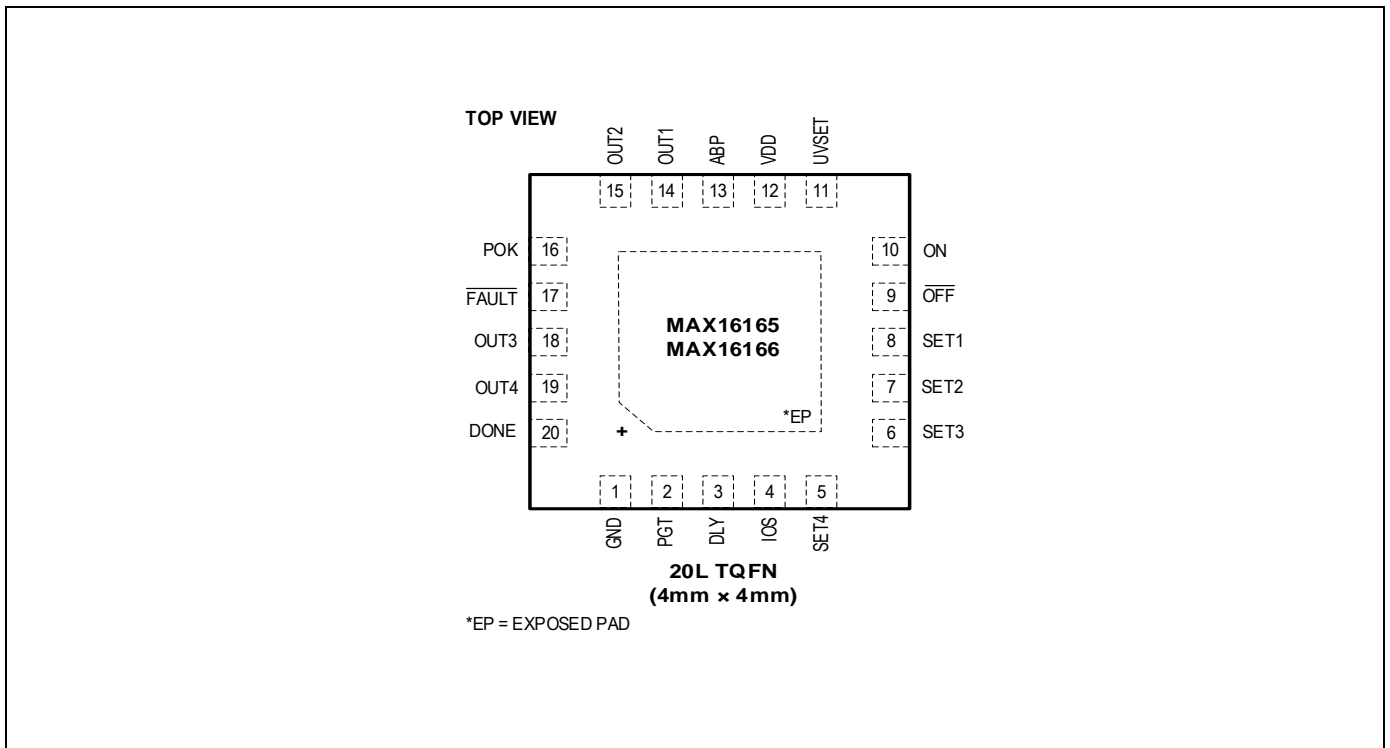 TOP VIEW
OUT2
OUT1
ABP
VDD
UVSET
15
14
13
12
11
POK 16
10 ON
FAULT 17
9 OFF
OUT3 18
8 SET1
OUT4 19
7 SET2
DONE 20
6 SET3
MAX16165
MAX16166
*EP
+
1
2
3
4
5
GND
PGT
DLY
IOS
SET4
20L TQFN
(4mm × 4mm)
*EP = EXPOSED PAD